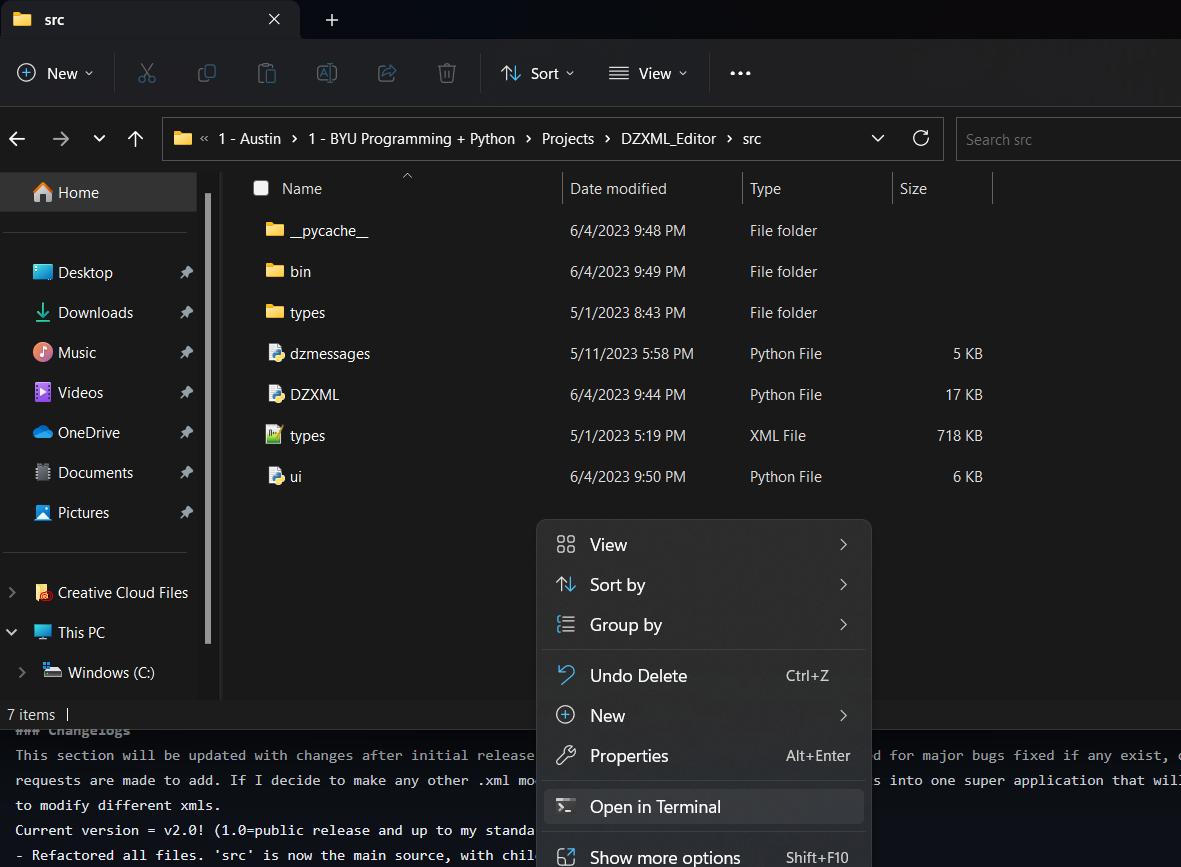 src
New
Sort
View
« 1 - Austin > 1 - BYU Programming + Python > Projects > DZXML_Editor > src
Search src
Home
Desktop
Downloads
Music
Videos
OneDrive
Documents
Pictures
Creative Cloud Files
This PC
Windows (C:)
Name Date modified Type Size
__pycache__ 6/4/2023 9:48 PM File folder
bin 6/4/2023 9:49 PM File folder
types 5/1/2023 8:43 PM File folder
dzmessages 5/11/2023 5:58 PM Python File 5 KB
DZXML 6/4/2023 9:44 PM Python File 17 KB
types 5/1/2023 5:19 PM XML File 718 KB
ui 6/4/2023 9:50 PM Python File 6 KB
View
Sort by
Group by
Undo Delete Ctrl+Z
New
Properties Alt+Enter
Open in Terminal
Show more options Shift+F10
7 items
### Changelogs
This section will be updated with changes after initial release d for major bugs fixed if any exist,
requests are made to add. If I decide to make any other .xml mo s into one super application that wil
to modify different xmls.
Current version = v2.0! (1.0=public release and up to my standa
- Refactored all files. 'src' is now the main source, with chil